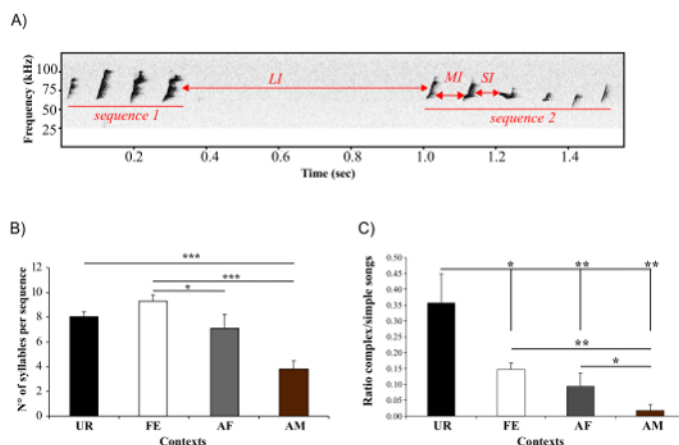 A)
Frequency (kHz)
100
75
50
25
LI
MI
SI
sequence 1
sequence 2
0.2
0.4
0.6
0.8
1.0
1.2
1.4
Time (sec)
B)
N° of syllables per sequence
12
10
8
6
4
2
0
***
***
*
UR
FE
AF
AM
Contexts
C)
Ratio complex/simple songs
0.50
0.45
0.40
0.35
0.30
0.25
0.20
0.15
0.10
0.05
0.00
* ** **
**
*
UR
FE
AF
AM
Contexts